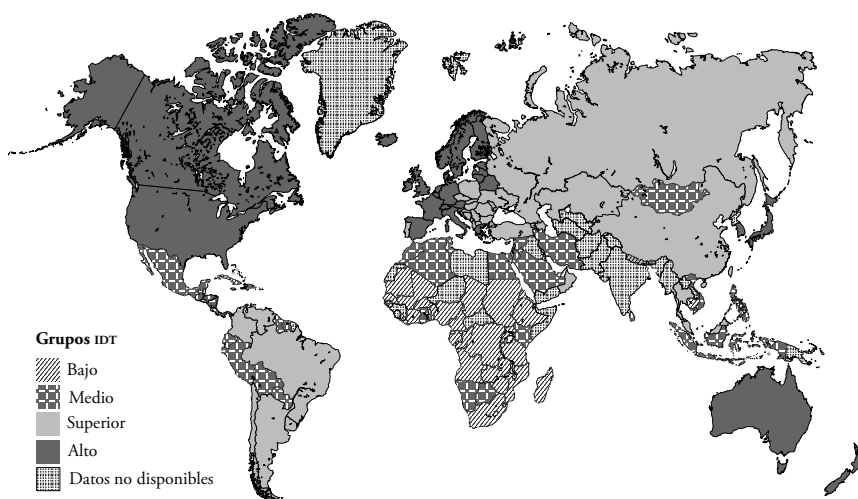 Grupos IDT
Bajo
Medio
Superior
Alto
Datos no disponibles